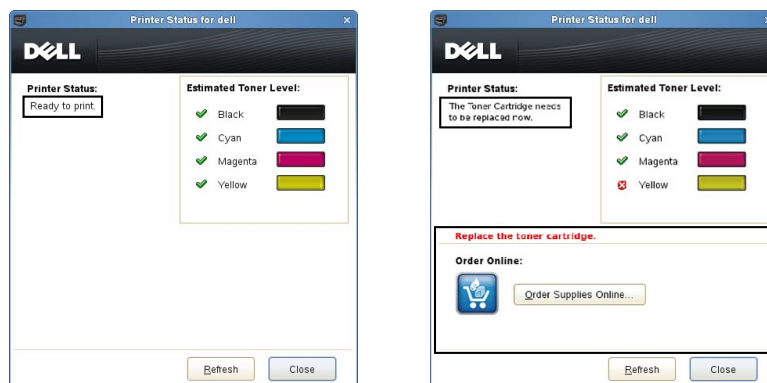 Printer Status for dell
DELL
Printer Status:
Ready to print.
Estimated Toner Level:
Black
Cyan
Magenta
Yellow
Refresh
Close
Printer Status for dell
DELL
Printer Status:
The Toner Cartridge needs
to be replaced now.
Estimated Toner Level:
Black
Cyan
Magenta
Yellow
Replace the toner cartridge.
Order Online:
Order Supplies Online...
Refresh
Close